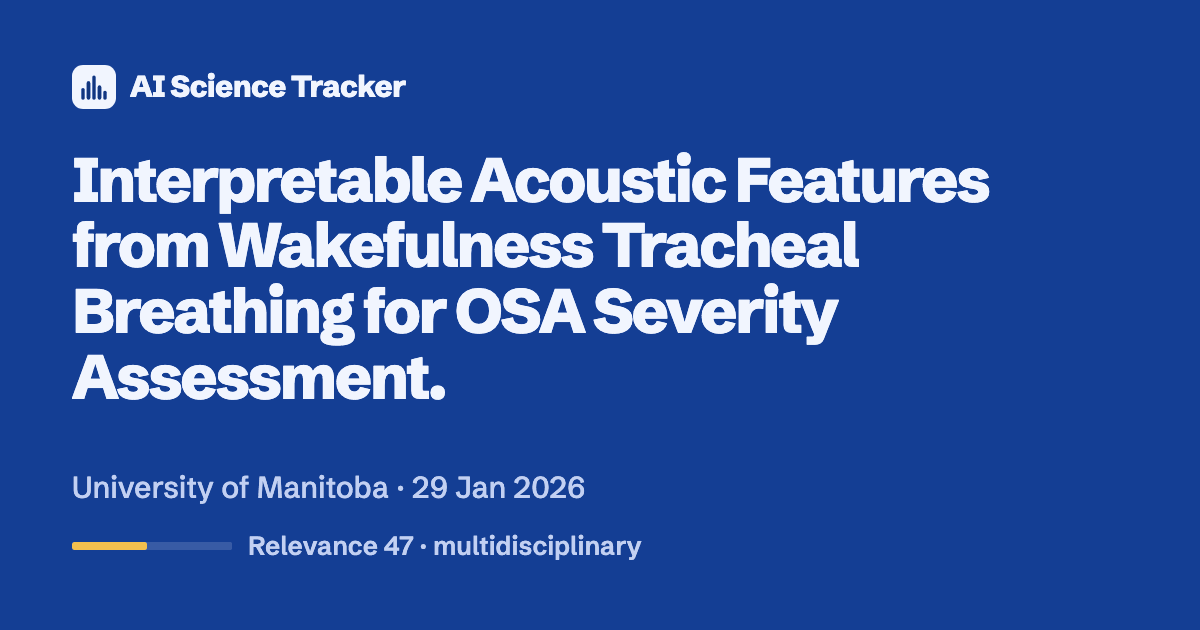 AI Science Tracker
Interpretable Acoustic Features
from Wakefulness Tracheal
Breathing for OSA Severity
Assessment.
University of Manitoba · 29 Jan 2026
Relevance 47 · multidisciplinary